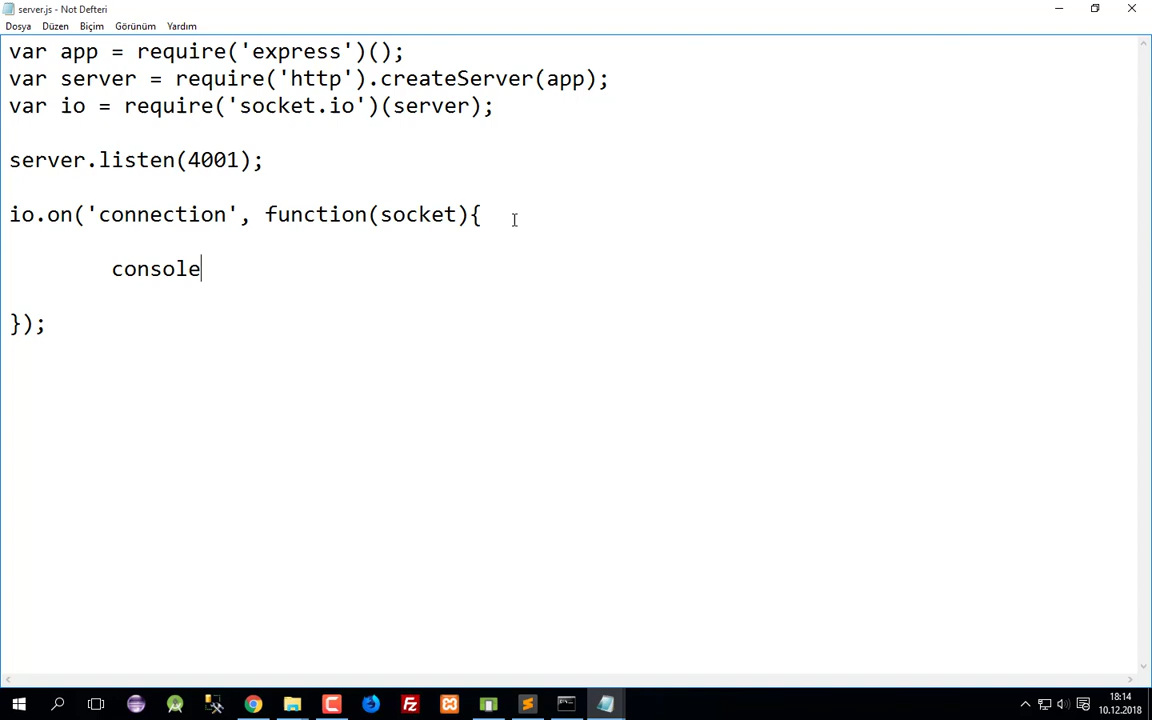 server.js - Not Defteri
Dosya Düzen Biçim Görünüm Yardım
var app = require('express')();
var server = require('http').createServer(app);
var io = require('socket.io')(server);
server.listen(4001);
io.on('connection', function(socket){
console
});
18:14
10.12.2018